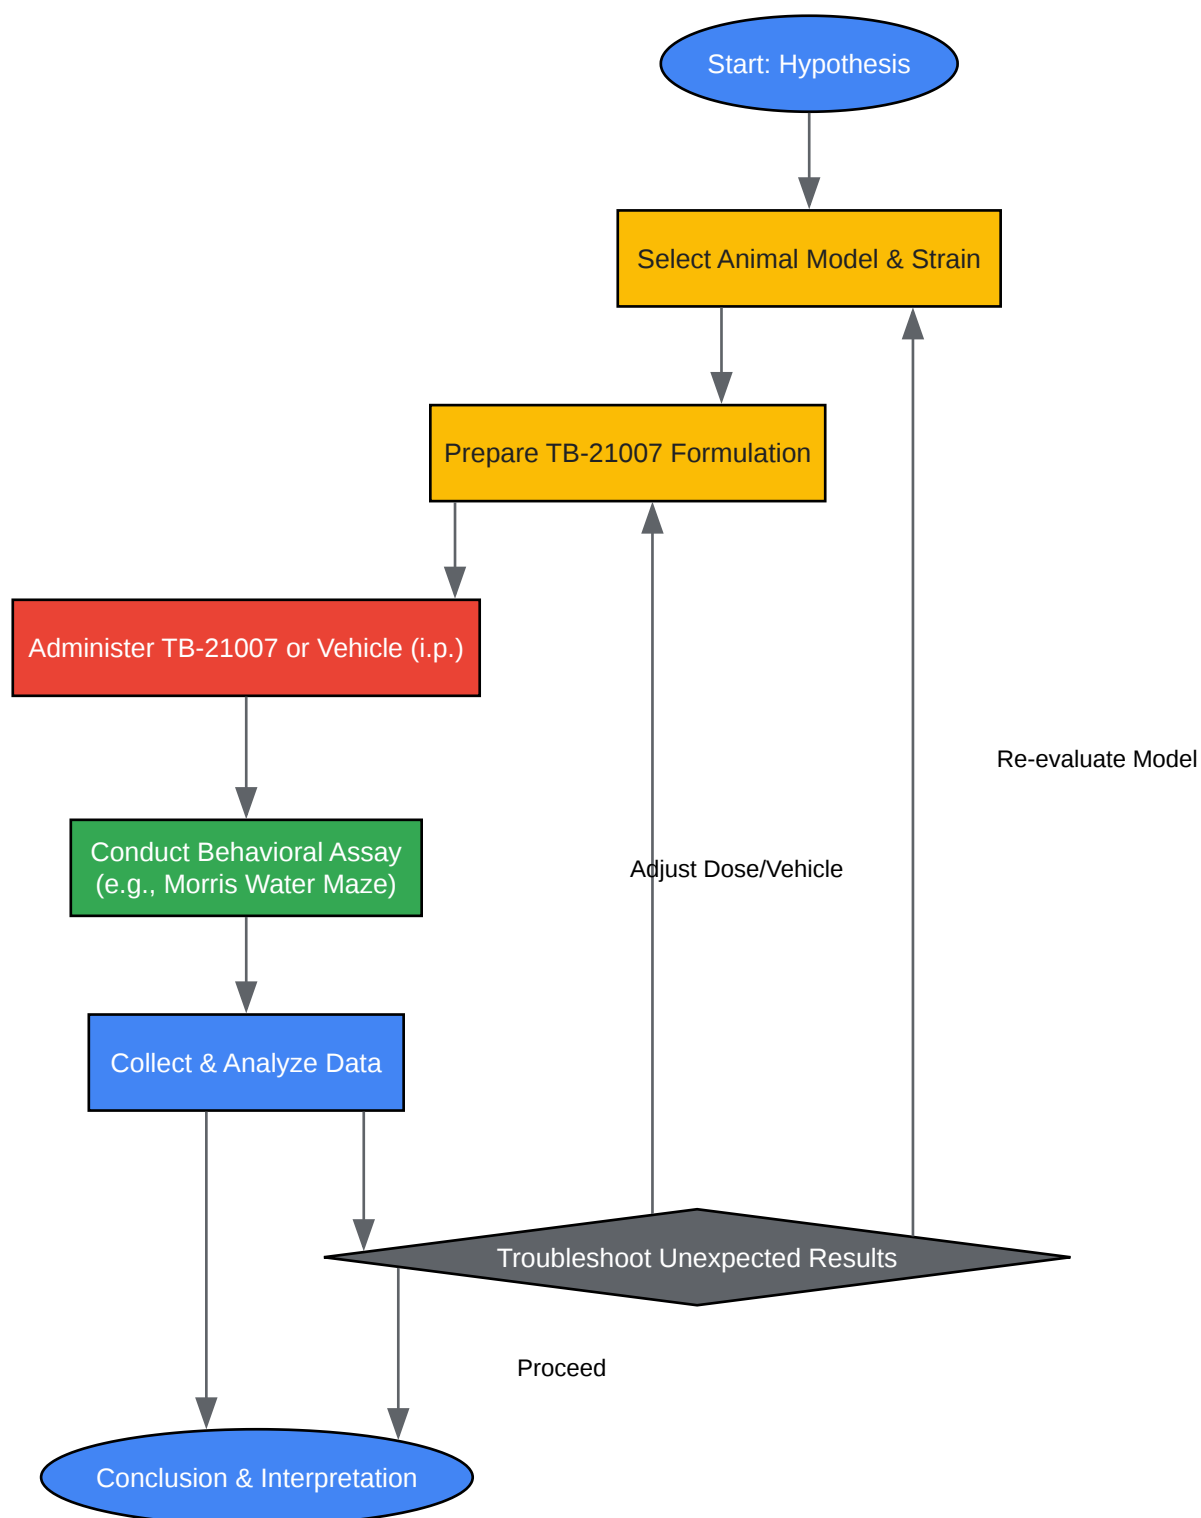 Start: Hypothesis
Select Animal Model & Strain
Prepare TB-21007 Formulation
Administer TB-21007 or Vehicle (i.p.)
Re-evaluate Model
Conduct Behavioral Assay
(e.g., Morris Water Maze)
Adjust Dose/Vehicle
Collect & Analyze Data
Troubleshoot Unexpected Results
Proceed
Conclusion & Interpretation